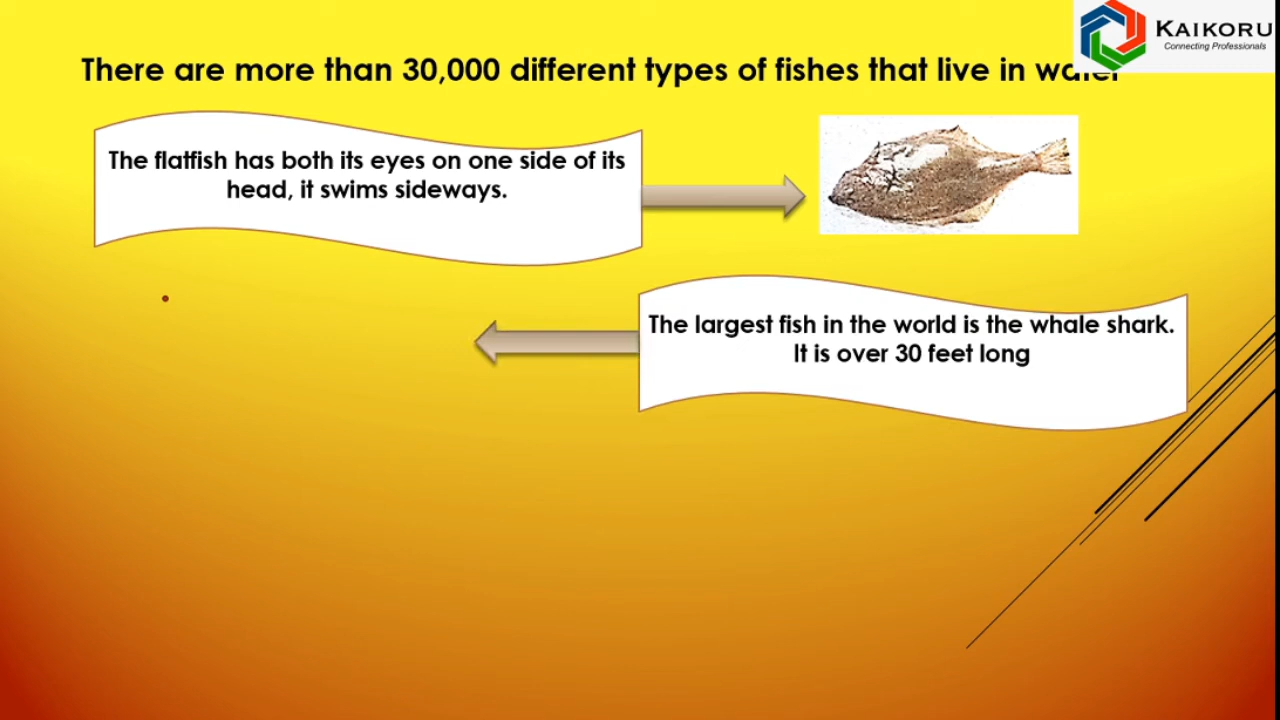 There are more than 30,000 different types of fishes that live in water
KAIKORU
Connecting Professionals
The flatfish has both its eyes on one side of its
head, it swims sideways.
The largest fish in the world is the whale shark.
It is over 30 feet long